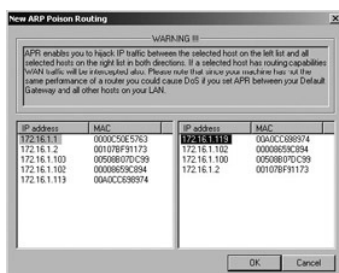 New ARP Poison Routing
WARNING !!!
APR enables you to hijack IP traffic between the selected host on the left list and all
selected hosts on the right list in both directions. If a selected host has routing capabilities
WAN traffic will be intercepted also. Please note that since your machine has not the
same performance of a router you could cause DoS if you set APR between your Default
Gateway and all other hosts on your LAN.
IP address MAC
172.16.1.1 0000C50E5763
172.16.1.2 00107BF91173
172.16.1.100 00508B07DC99
172.16.1.102 00008659C894
172.16.1.119 00A0CC698974
IP address MAC
172.16.1.119 00A0CC698974
172.16.1.102 00008659C894
172.16.1.100 00508B07DC99
172.16.1.2 00107BF91173
OK Cancel